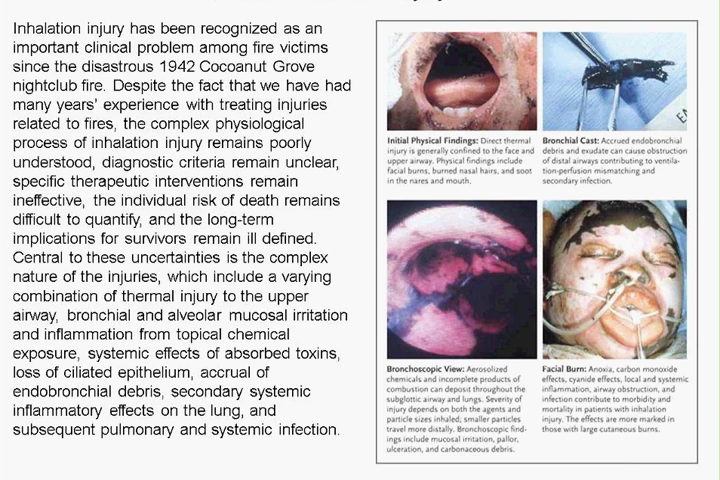 Inhalation injury has been recognized as an
important clinical problem among fire victims
since the disastrous 1942 Cocoanut Grove
nightclub fire. Despite the fact that we have had
many years' experience with treating injuries
related to fires, the complex physiological
process of inhalation injury remains poorly
understood, diagnostic criteria remain unclear,
specific therapeutic interventions remain
ineffective, the individual risk of death remains
difficult to quantify, and the long-term
implications for survivors remain ill defined.
Central to these uncertainties is the complex
nature of the injuries, which include a varying
combination of thermal injury to the upper
airway, bronchial and alveolar mucosal irritation
and inflammation from topical chemical
exposure, systemic effects of absorbed toxins,
loss of ciliated epithelium, accrual of
endobronchial debris, secondary systemic
inflammatory effects on the lung, and
subsequent pulmonary and systemic infection.
Initial Physical Findings: Direct thermal
injury is generally confined to the face and
upper airway. Physical findings include
facial burns, burned nasal hairs, and soot
in the nares and mouth.
Bronchial Cast: Accrued endobronchial
debris and exudate can cause obstruction
of distal airways contributing to ventila-
tion-perfusion mismatching and
secondary infection.
Bronchoscopic View: Aerosolized
chemicals and incomplete products of
combustion can deposit throughout the
subglottic airway and lungs. Severity of
injury depends on both the agents and
particle sizes inhaled; smaller particles
travel more distally. Bronchoscopic find-
ings include mucosal irritation, pallor,
ulceration, and carbonaceous debris.
Facial Burn: Anoxia, carbon monoxide
effects, cyanide effects, local and systemic
inflammation, airway obstruction, and
infection contribute to morbidity and
mortality in patients with inhalation
injury. The effects are more marked in
those with large cutaneous burns.